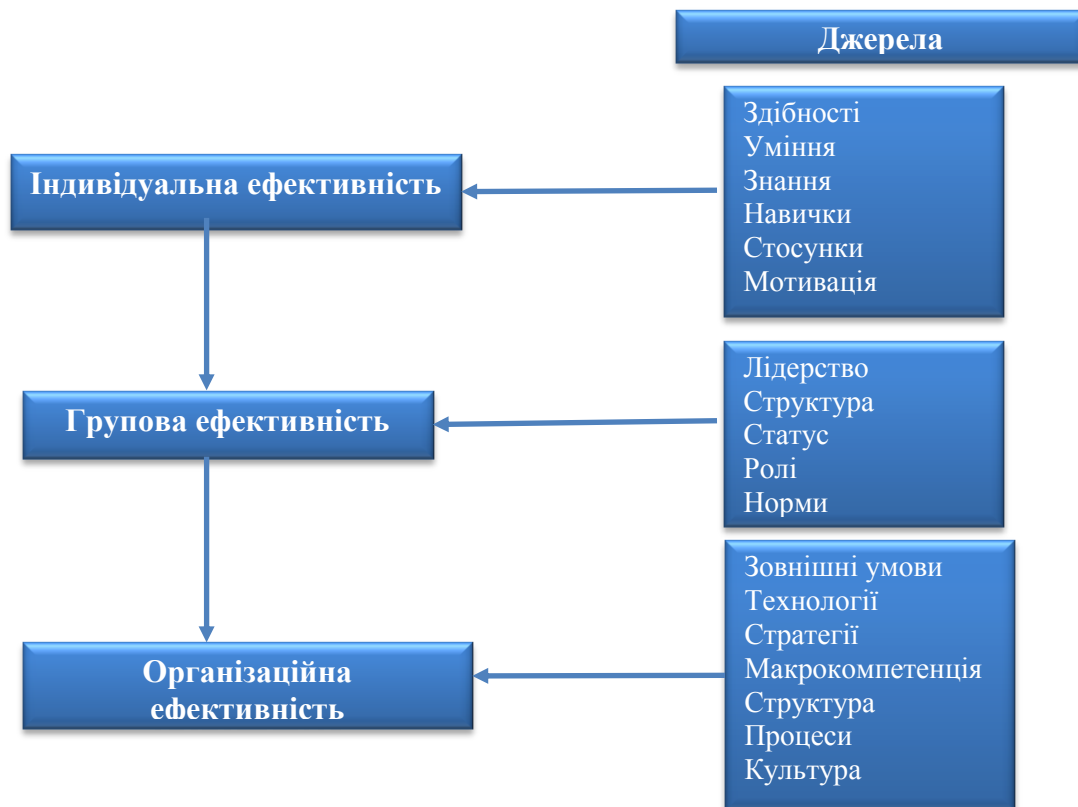 Джерела
Індивідуальна ефективність
Здібності
Уміння
Знання
Навички
Стосунки
Мотивація
Групова ефективність
Лідерство
Структура
Статус
Ролі
Норми
Організаційна
ефективність
Зовнішні умови
Технології
Стратегії
Макрокомпетенція
Структура
Процеси
Культура